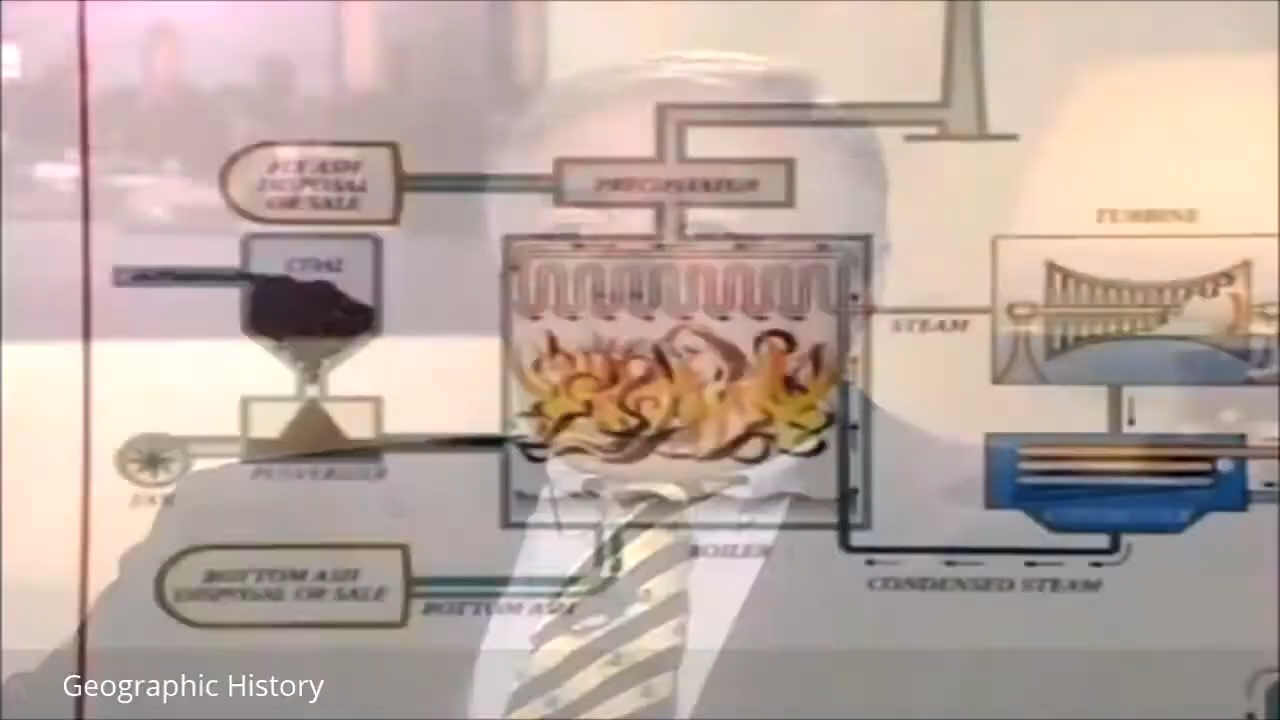 FLY ASH
DISPOSAL
OR SALE
PRECIPITATOR
TURBINE
COAL
STEAM
PULVERIZER
FAN
BOILER
BOTTOM ASH
DISPOSAL OR SALE
BOTTOM ASH
CONDENSED STEAM
Geographic History